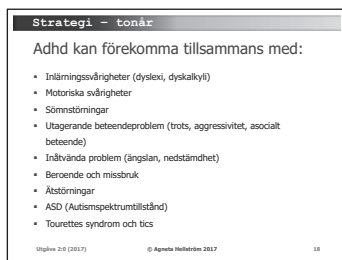 Strategi – tonår
Adhd kan förekomma tillsammans med:
▪ Inlärningssvårigheter (dyslexi, dyskalkyli)
▪ Motoriska svårigheter
▪ Sömnstörningar
▪ Utagerande beteendeproblem (trots, aggressivitet, asocialt
beteende)
▪ Inåtvända problem (ängslan, nedstämdhet)
▪ Beroende och missbruk
▪ Ätstörningar
▪ ASD (Autismspektrumtillstånd)
▪ Tourettes syndrom och tics
Utgåva 2:0 (2017) © Agneta Hellström 2017 18